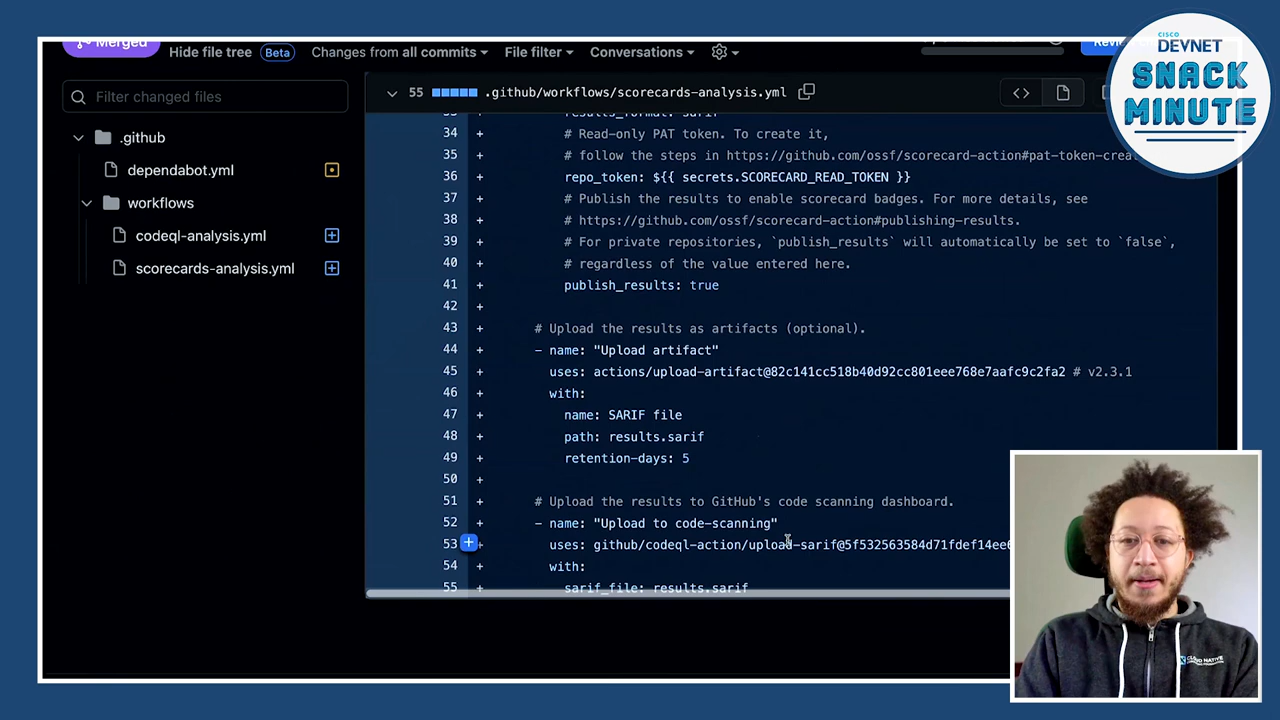 Merged
Hide file tree
Beta
Changes from all commits
File filter
Conversations
CISCO
DEVNET
SNACK
MINUTE
Filter changed files
.github
dependabot.yml
workflows
codeql-analysis.yml
scorecards-analysis.yml
55 .github/workflows/scorecards-analysis.yml
results_format: sarif
34 + # Read-only PAT token. To create it,
35 + # follow the steps in https://github.com/ossf/scorecard-action#pat-token-crea
36 + repo_token: ${{ secrets.SCORECARD_READ_TOKEN }}
37 + # Publish the results to enable scorecard badges. For more details, see
38 + # https://github.com/ossf/scorecard-action#publishing-results.
39 + # For private repositories, `publish_results` will automatically be set to `false`,
40 + # regardless of the value entered here.
41 + publish_results: true
42 +
43 + # Upload the results as artifacts (optional).
44 + - name: "Upload artifact"
45 + uses: actions/upload-artifact@82c141cc518b40d92cc801eee768e7aafc9c2fa2 # v2.3.1
46 + with:
47 + name: SARIF file
48 + path: results.sarif
49 + retention-days: 5
50 +
51 + # Upload the results to GitHub's code scanning dashboard.
52 + - name: "Upload to code-scanning"
53 + uses: github/codeql-action/upload-sarif@5f532563584d71fdef14ee
54 + with:
55 + sarif_file: results.sarif